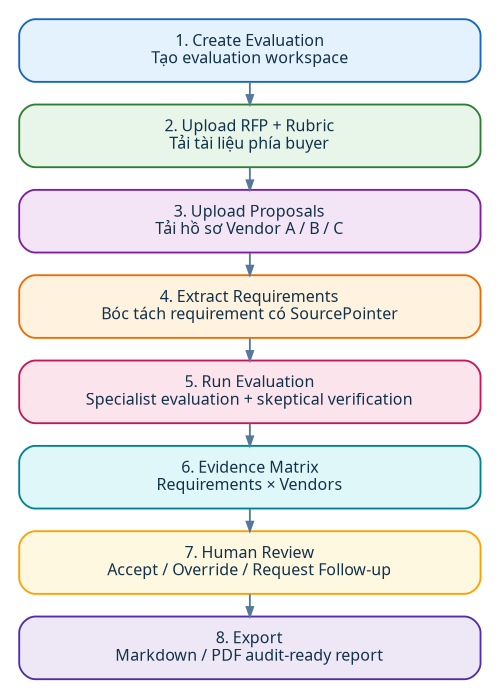 1. Create Evaluation
Tạo evaluation workspace
2. Upload RFP + Rubric
Tải tài liệu phía buyer
3. Upload Proposals
Tải hồ sơ Vendor A / B / C
4. Extract Requirements
Bóc tách requirement có SourcePointer
5. Run Evaluation
Specialist evaluation + skeptical verification
6. Evidence Matrix
Requirements × Vendors
7. Human Review
Accept / Override / Request Follow-up
8. Export
Markdown / PDF audit-ready report